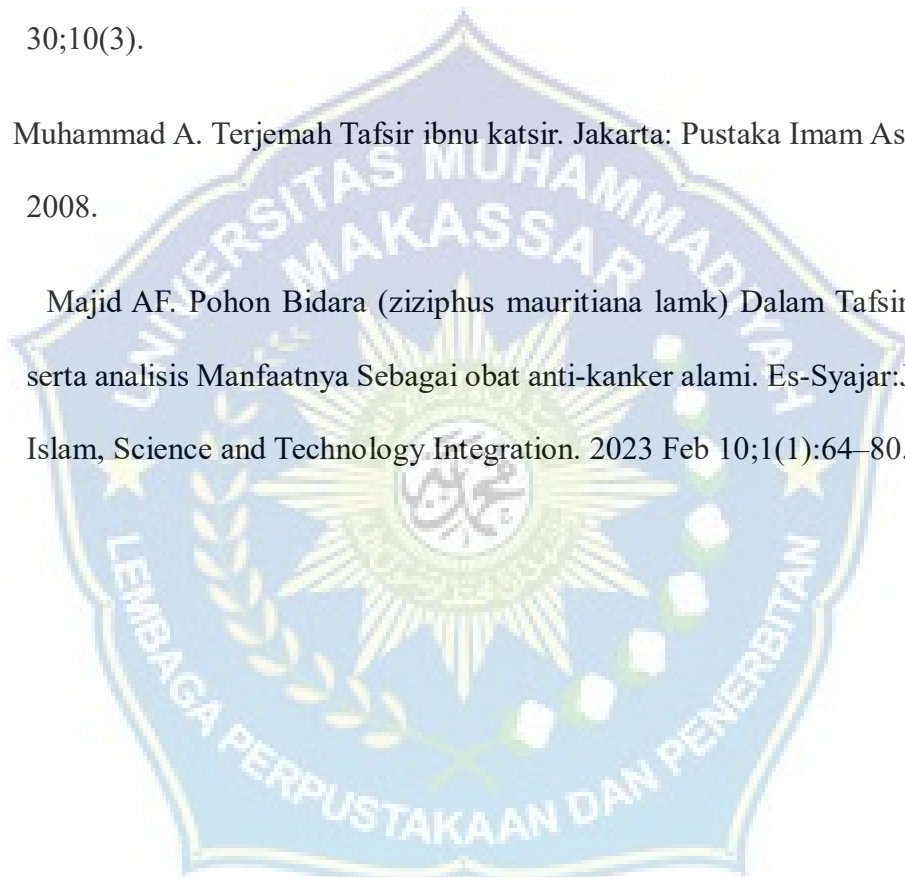 30;10(3).
Muhammad A. Terjemah Tafsir ibnu katsir. Jakarta: Pustaka Imam As
2008.
Majid AF. Pohon Bidara (ziziphus mauritiana lamk) Dalam Tafsir
serta analisis Manfaatnya Sebagai obat anti-kanker alami. Es-Syajar:J
Islam, Science and Technology Integration. 2023 Feb 10;1(1):64–80.
UNIVERSITAS MUHAMMADIYAH
MAKASSAR
LEMBAGA PERPUSTAKAAN DAN PENERBITAN